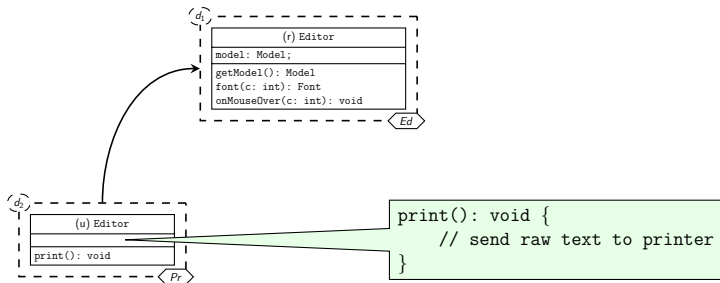 d1
(r) Editor
model: Model;
getModel(): Model
font(c: int): Font
onMouseOver(c: int): void
Ed
d2
(u) Editor
print(): void
Pr
print(): void {
// send raw text to printer
}